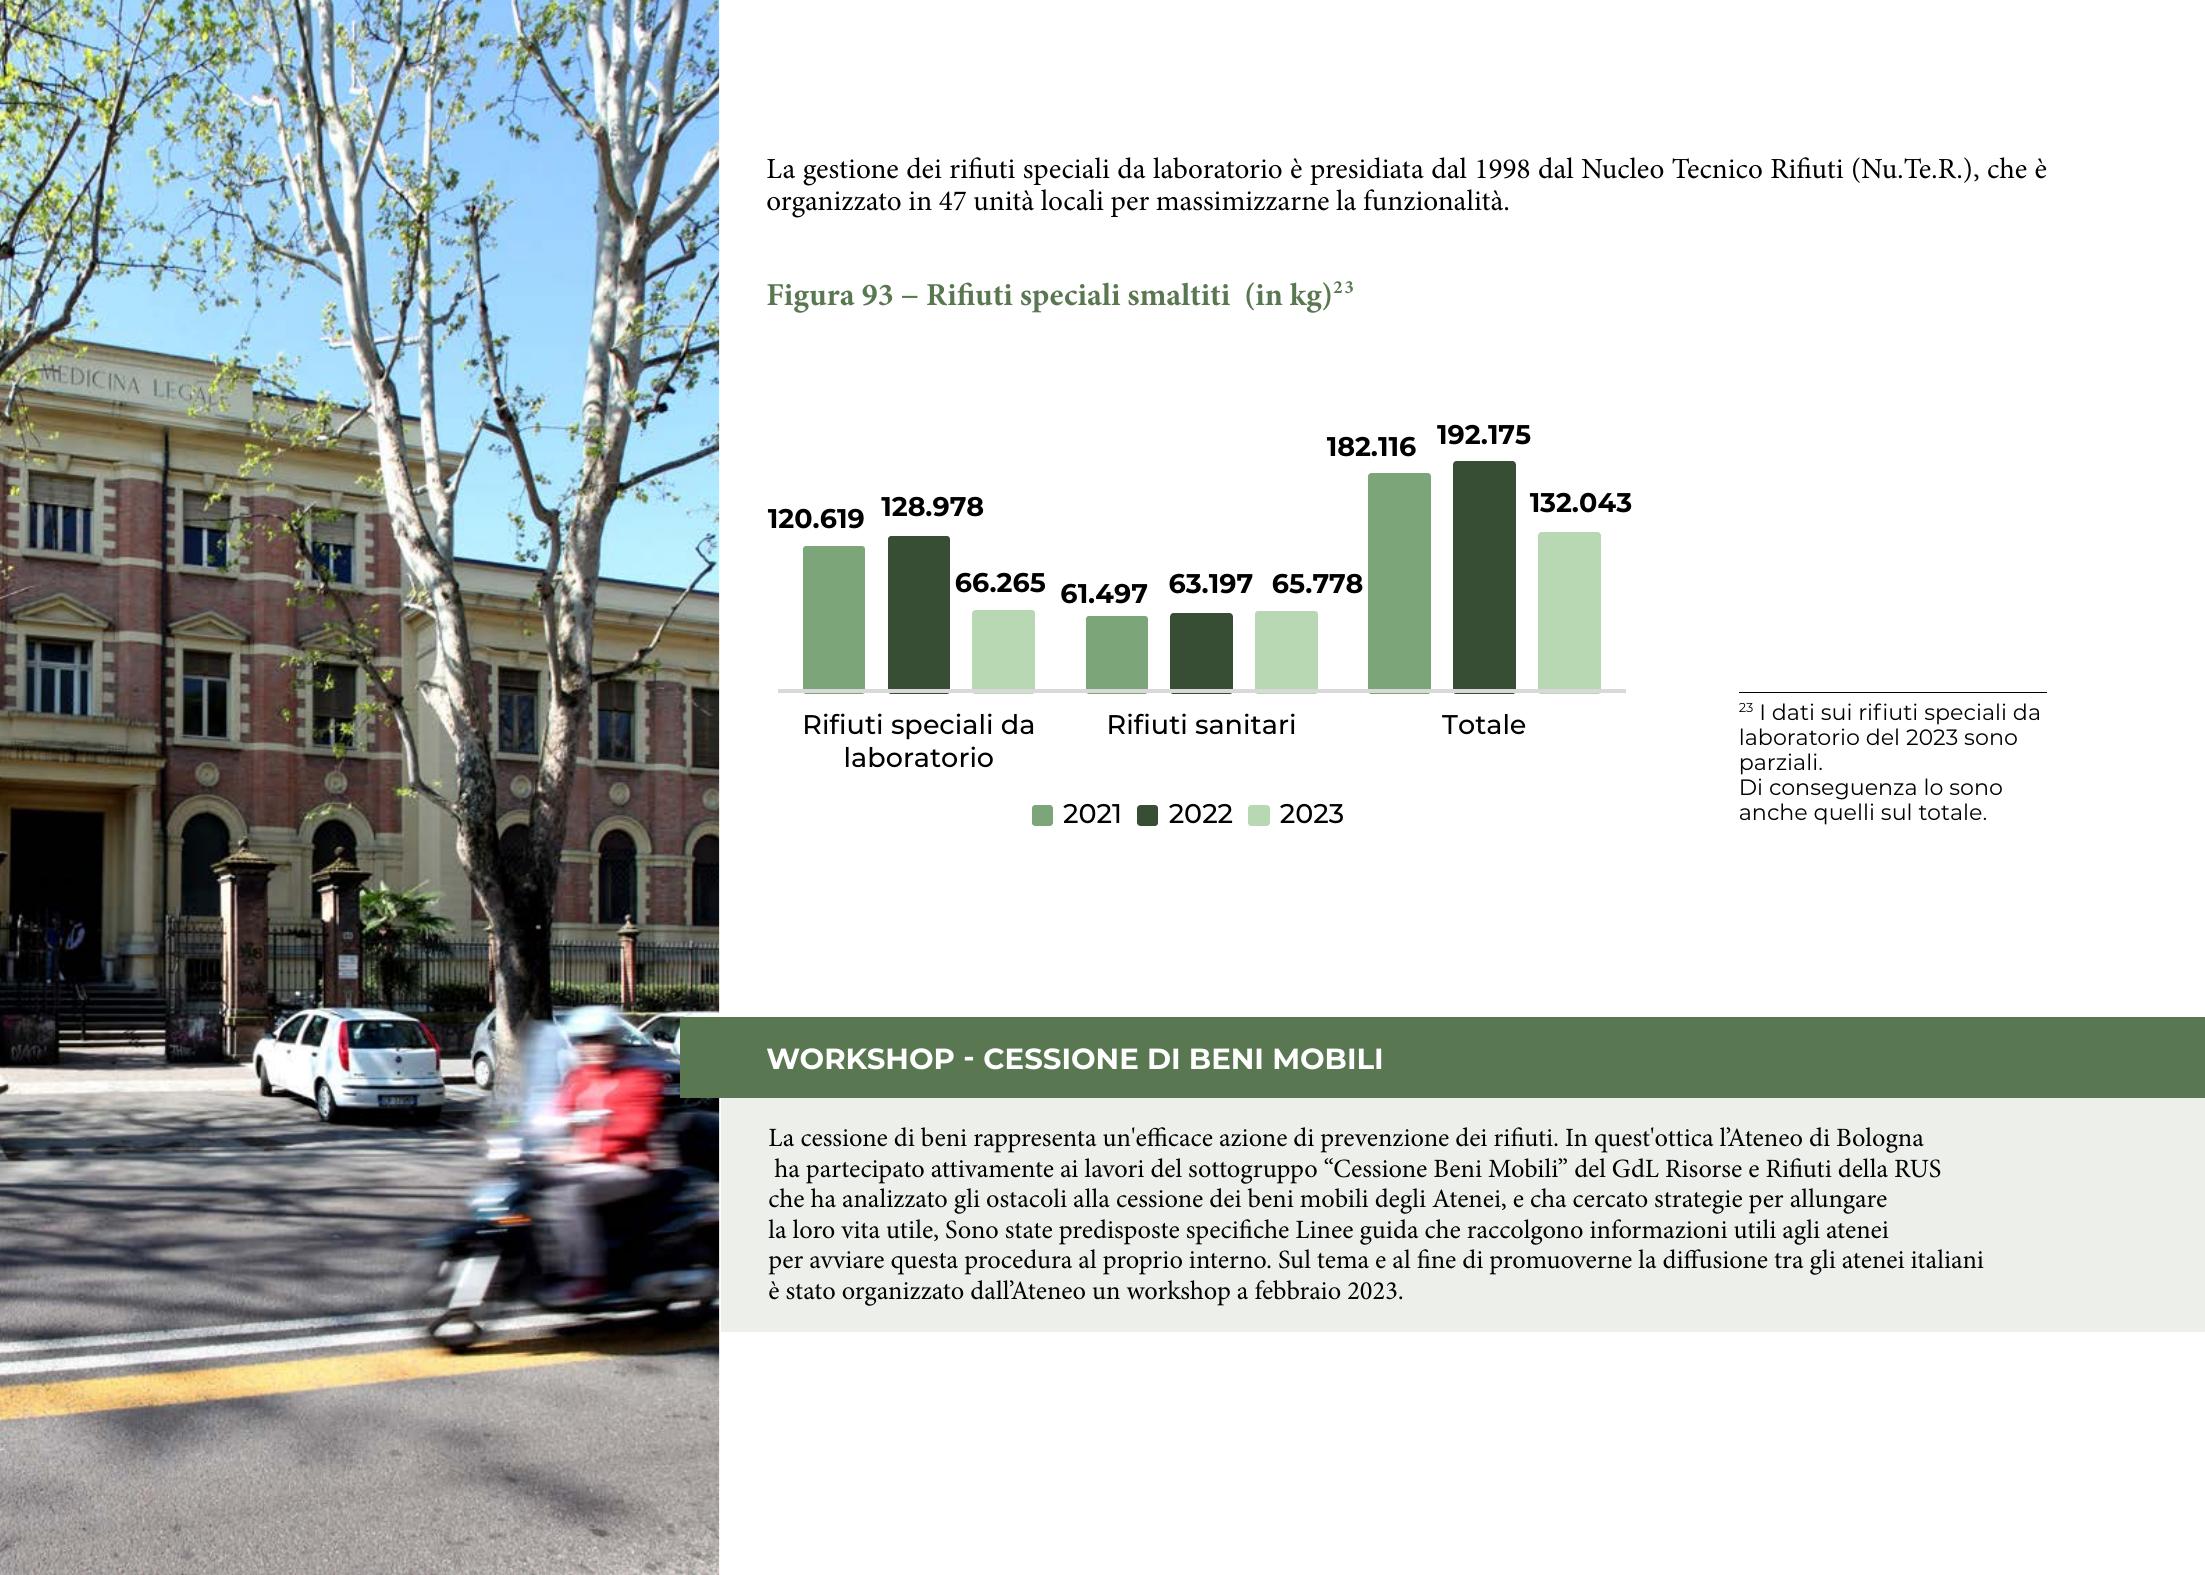 MEDICINA LEGALE
La gestione dei rifiuti speciali da laboratorio è presidiata dal 1998 dal Nucleo Tecnico Rifiuti (Nu.Te.R.), che è
organizzato in 47 unità locali per massimizzarne la funzionalità.
Figura 93 – Rifiuti speciali smaltiti (in kg)²³
120.619
128.978
66.265
61.497
63.197
65.778
182.116
192.175
132.043
Rifiuti speciali da
laboratorio
Rifiuti sanitari
Totale
2021
2022
2023
²³ I dati sui rifiuti speciali da
laboratorio del 2023 sono
parziali.
Di conseguenza lo sono
anche quelli sul totale.
WORKSHOP - CESSIONE DI BENI MOBILI
La cessione di beni rappresenta un'efficace azione di prevenzione dei rifiuti. In quest'ottica l’Ateneo di Bologna
ha partecipato attivamente ai lavori del sottogruppo “Cessione Beni Mobili” del GdL Risorse e Rifiuti della RUS
che ha analizzato gli ostacoli alla cessione dei beni mobili degli Atenei, e cha cercato strategie per allungare
la loro vita utile, Sono state predisposte specifiche Linee guida che raccolgono informazioni utili agli atenei
per avviare questa procedura al proprio interno. Sul tema e al fine di promuoverne la diffusione tra gli atenei italiani
è stato organizzato dall’Ateneo un workshop a febbraio 2023.